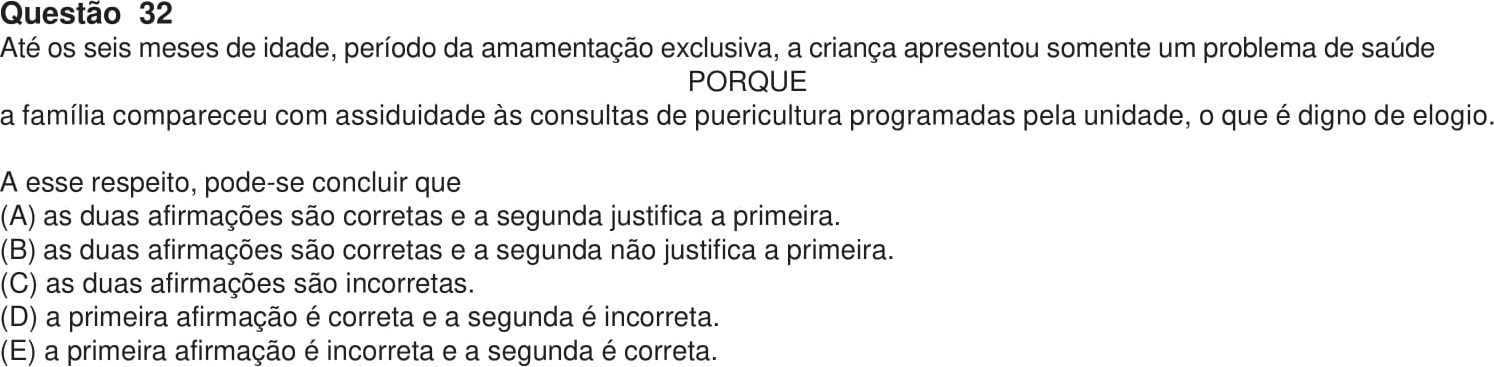 Questão 32
Até os seis meses de idade, período da amamentação exclusiva, a criança apresentou somente um problema de saúde
PORQUE
a família compareceu com assiduidade às consultas de puericultura programadas pela unidade, o que é digno de elogio.
A esse respeito, pode-se concluir que
(A) as duas afirmações são corretas e a segunda justifica a primeira.
(B) as duas afirmações são corretas e a segunda não justifica a primeira.
(C) as duas afirmações são incorretas.
(D) a primeira afirmação é correta e a segunda é incorreta.
(E) a primeira afirmação é incorreta e a segunda é correta.